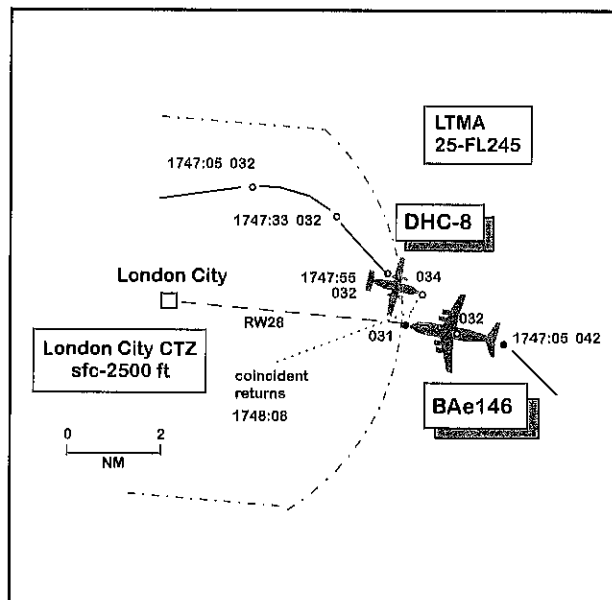 LTMA
25-FL245
1747:05 032
1747:33 032
DHC-8
London City
1747:55
032
034
RW28
031
032
1747:05 042
London City CTZ
sfc-2500 ft
coincident
returns
1748:08
BAe146
0
2
NM